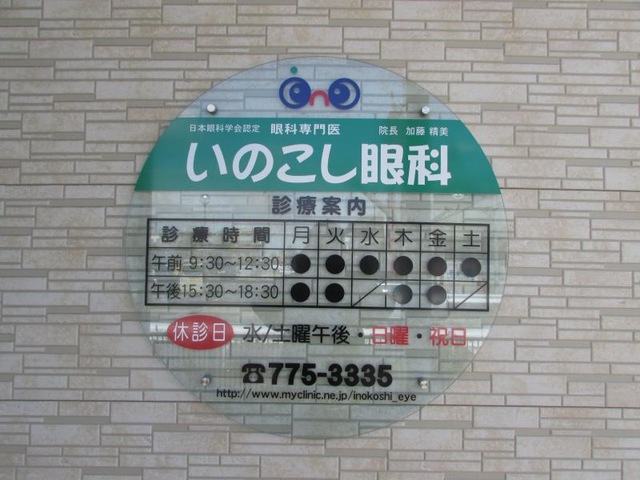 ino
日本眼科学会認定 眼科専門医 院長 加藤 精美
いのこし眼科
診療案内
診療時間 月 火 水 木 金 土
午前 9:30~12:30 ● ● ● ● ● ●
午後15:30~18:30 ● ● / ● ● /
休診日 水/土曜午後・日曜・祝日
☎775-3335
http://www.myclinic.ne.jp/inokoshi_eye